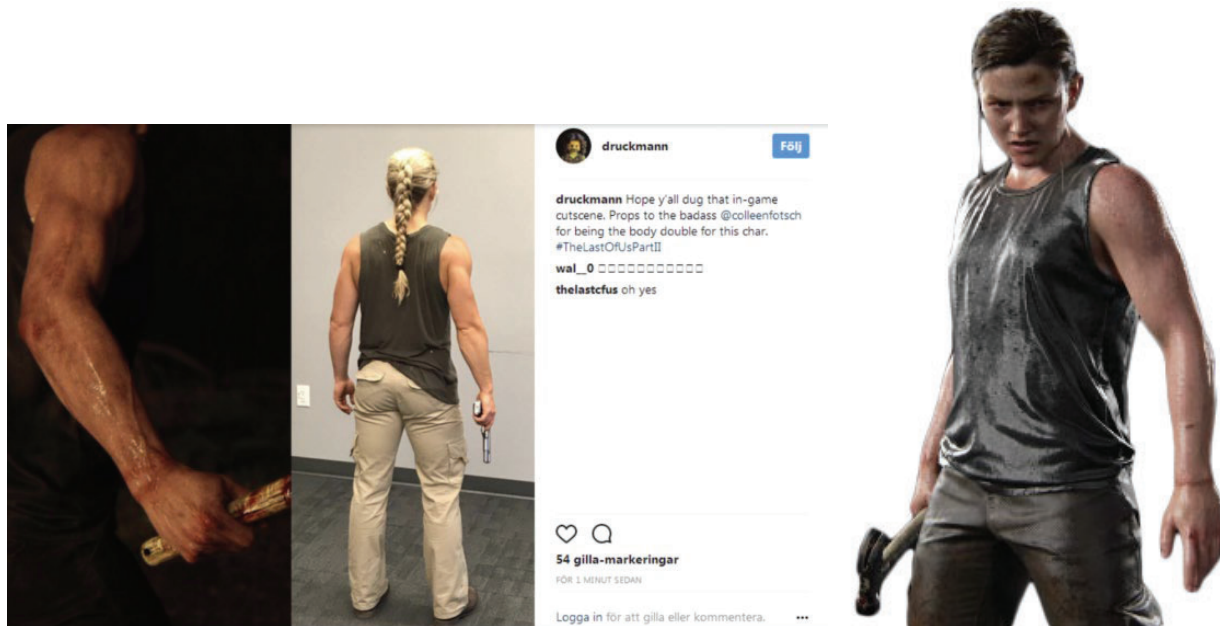 druckmann
Följ
druckmann Hope y'all dug that in-game
cutscene. Props to the badass @colleenfotsch
for being the body double for this char.
#TheLastOfUsPartII
wal__0 □□□□□□□□□□□
thelastcfus oh yes
54 gilla-markeringar
FÖR 1 MINUT SEDAN
Logga in för att gilla eller kommentera.